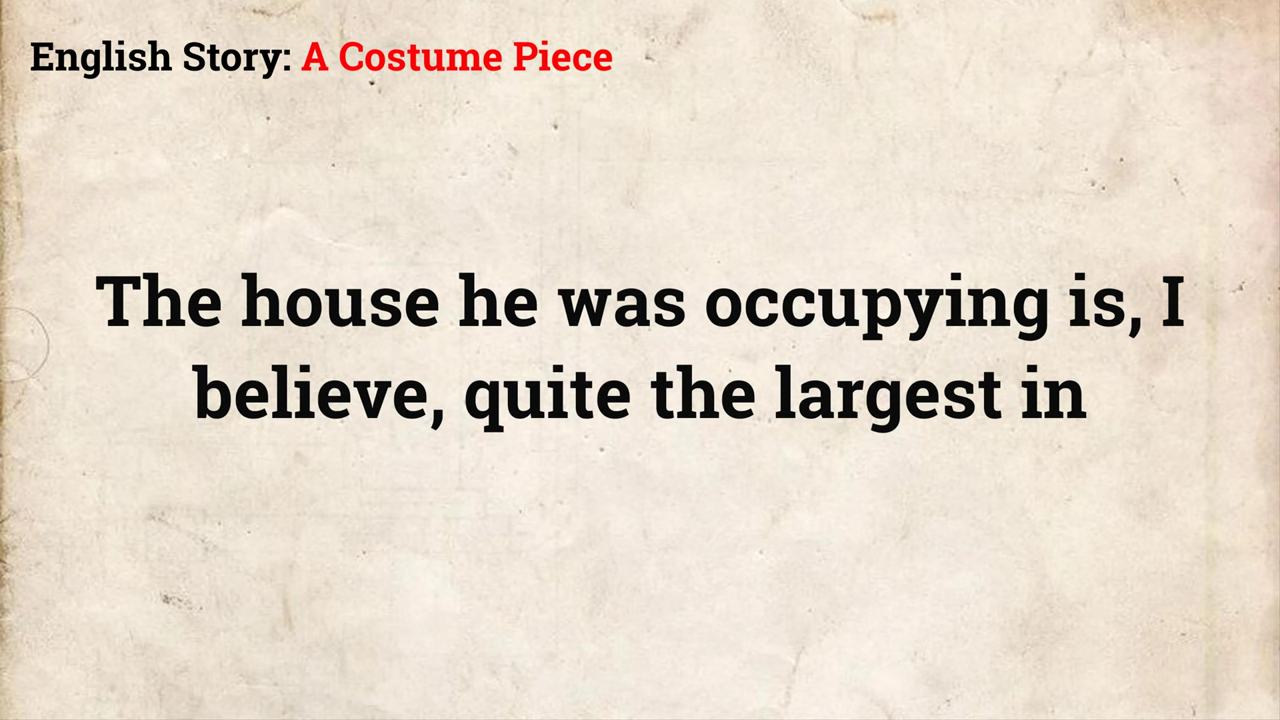 English Story: A Costume Piece
The house he was occupying is, I
believe, quite the largest in